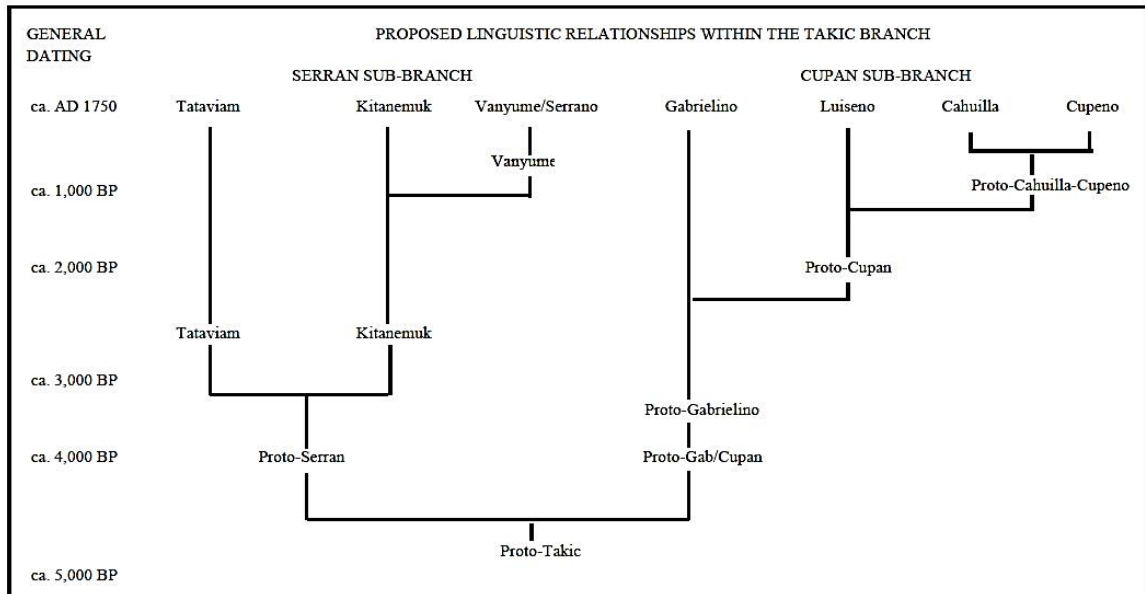 GENERAL DATING
PROPOSED LINGUISTIC RELATIONSHIPS WITHIN THE TAKIC BRANCH
SERRAN SUB-BRANCH
CUPAN SUB-BRANCH
ca. AD 1750
Tataviam
Kitanemuk
Vanyume/Serrano
Gabrielino
Luiseno
Cahuilla
Cupeno
Vanyume
ca. 1,000 BP
Proto-Cahuilla-Cupeno
ca. 2,000 BP
Proto-Cupan
Tataviam
Kitanemuk
ca. 3,000 BP
Proto-Gabrielino
ca. 4,000 BP
Proto-Serran
Proto-Gab/Cupan
Proto-Takic
ca. 5,000 BP